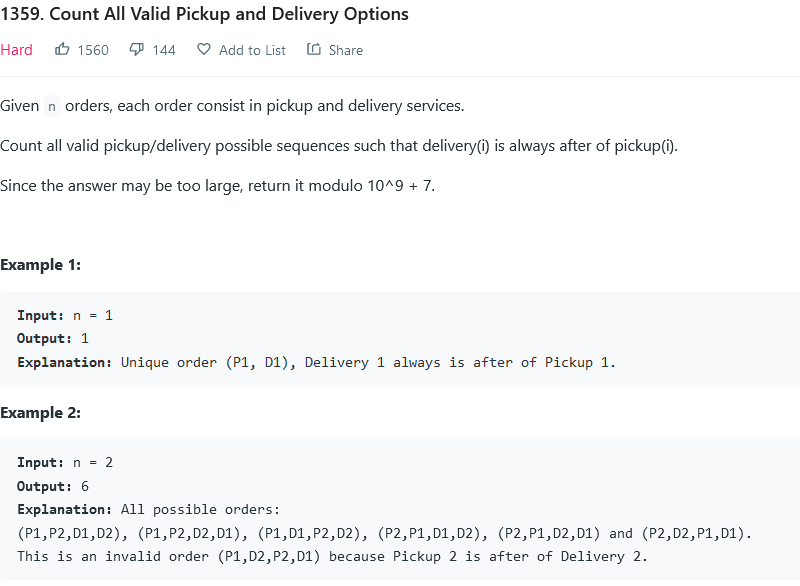 1359. Count All Valid Pickup and Delivery Options
Hard 1560 144 Add to List Share
Given n orders, each order consist in pickup and delivery services.
Count all valid pickup/delivery possible sequences such that delivery(i) is always after of pickup(i).
Since the answer may be too large, return it modulo 10^9 + 7.
Example 1:
Input: n = 1
Output: 1
Explanation: Unique order (P1, D1), Delivery 1 always is after of Pickup 1.
Example 2:
Input: n = 2
Output: 6
Explanation: All possible orders:
(P1,P2,D1,D2), (P1,P2,D2,D1), (P1,D1,P2,D2), (P2,P1,D1,D2), (P2,P1,D2,D1) and (P2,D2,P1,D1).
This is an invalid order (P1,D2,P2,D1) because Pickup 2 is after of Delivery 2.